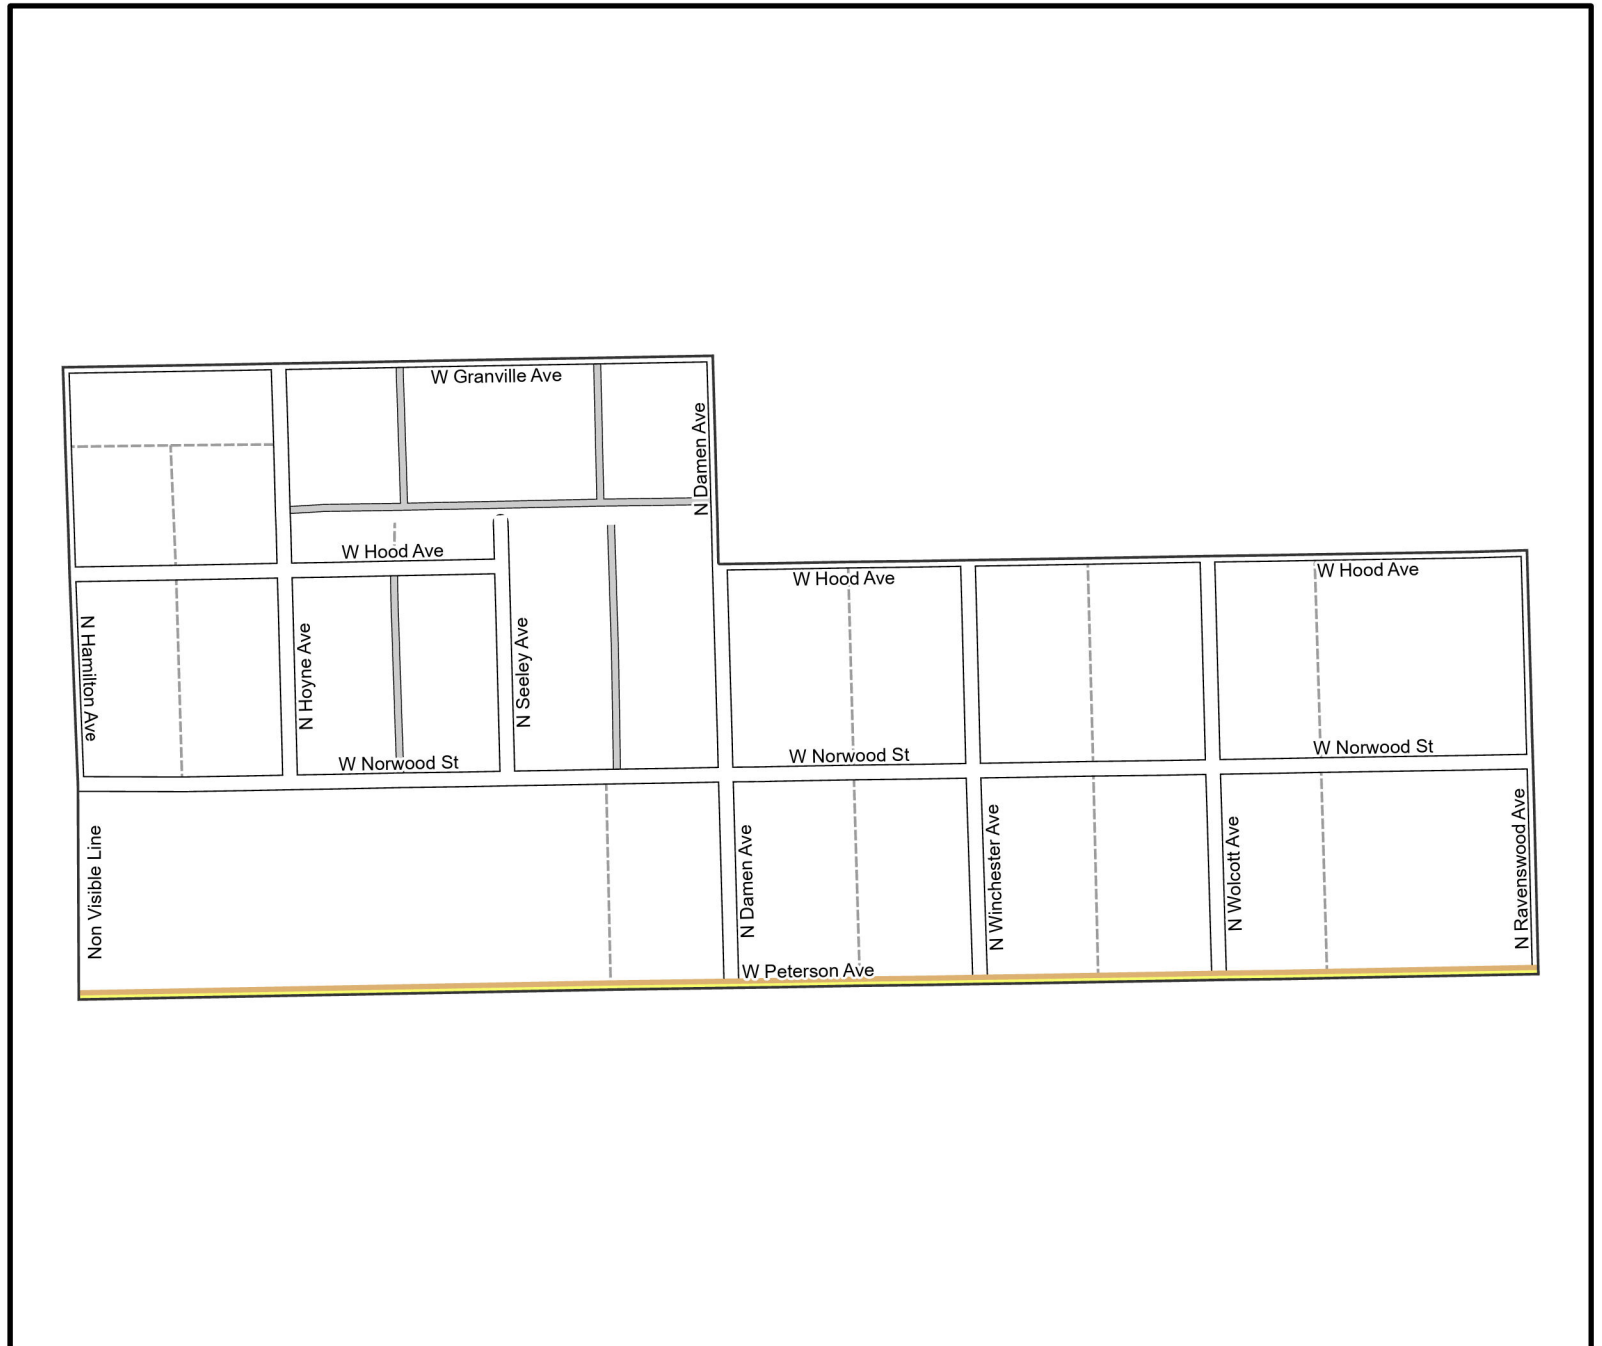 W Granville Ave
N Damen Ave
W Hood Ave
W Hood Ave
W Hood Ave
N Hamilton Ave
N Hoyne Ave
N Seeley Ave
W Norwood St
W Norwood St
W Norwood St
Non Visible Line
N Damen Ave
N Winchester Ave
N Wolcott Ave
N Ravenswood Ave
W Peterson Ave